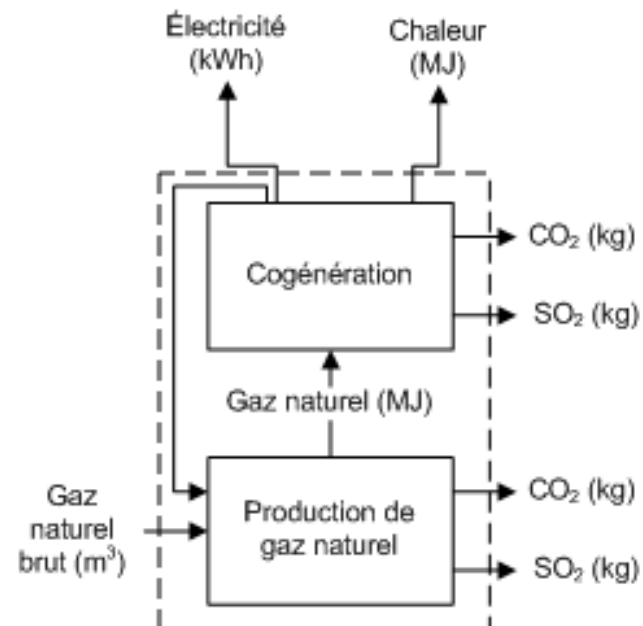 Électricité
(kWh)
Chaleur
(MJ)
CO₂ (kg)
Cogénération
SO₂ (kg)
Gaz naturel (MJ)
Gaz
naturel
brut (m³)
Production de
gaz naturel
CO₂ (kg)
SO₂ (kg)